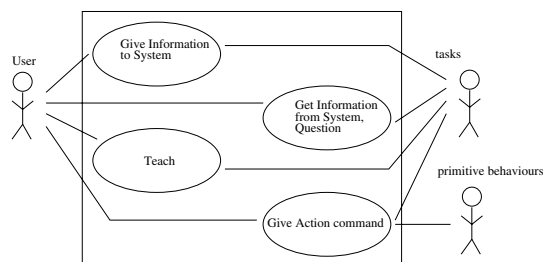 User
Give Information
to System
tasks
Get Information
from System,
Question
Teach
primitive behaviours
Give Action command